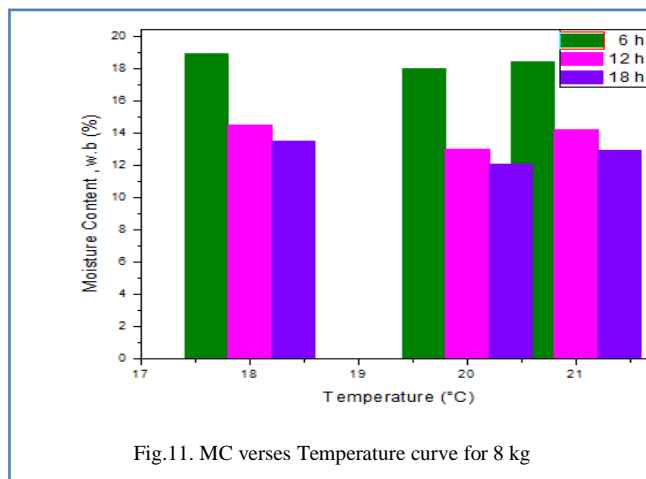 20
18
16
14
12
10
8
6
4
2
0
Moisture Content , w.b (%)
6 h
12 h
18 h
17 18 19 20 21
Temperature (°C)
Fig.11. MC verses Temperature curve for 8 kg